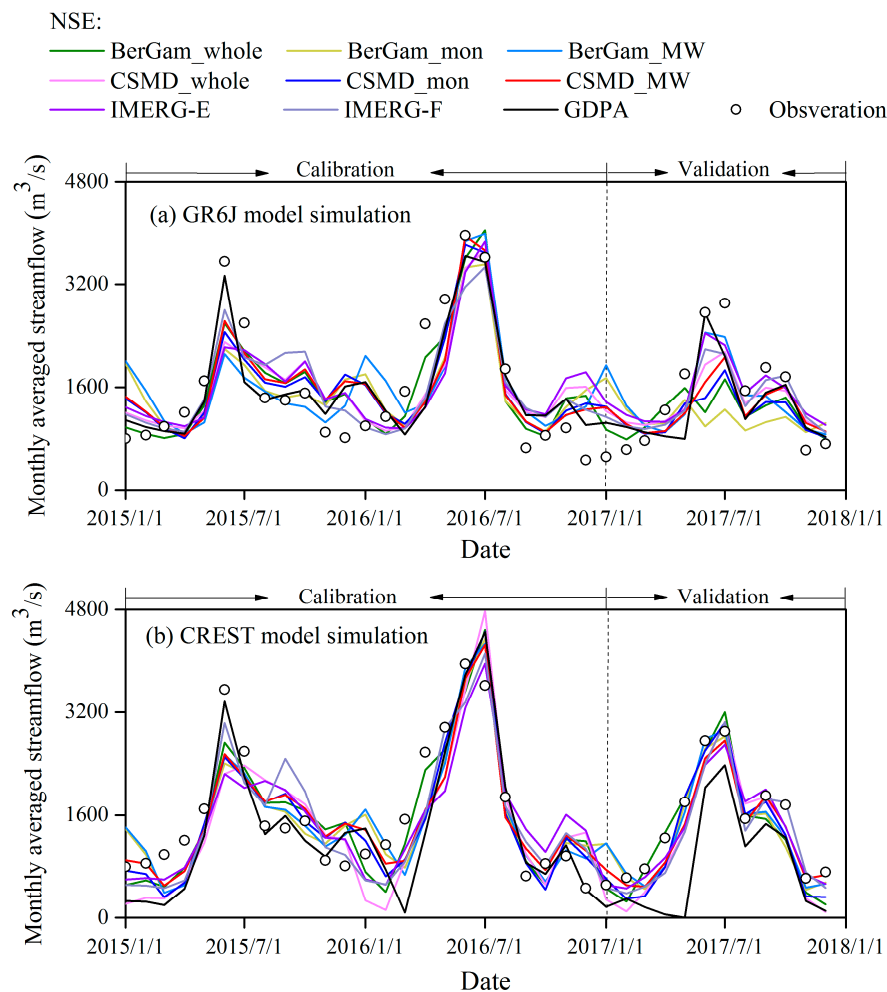 NSE:
BerGam_whole BerGam_mon BerGam_MW
CSMD_whole CSMD_mon CSMD_MW
IMERG-E IMERG-F GDPA Obsveration
Calibration Validation
Monthly averaged streamflow (m³/s)
4800
(a) GR6J model simulation
3200
1600
0
2015/1/1 2015/7/1 2016/1/1 2016/7/1 2017/1/1 2017/7/1 2018/1/1
Date
Calibration Validation
Monthly averaged streamflow (m³/s)
4800
(b) CREST model simulation
3200
1600
0
2015/1/1 2015/7/1 2016/1/1 2016/7/1 2017/1/1 2017/7/1 2018/1/1
Date